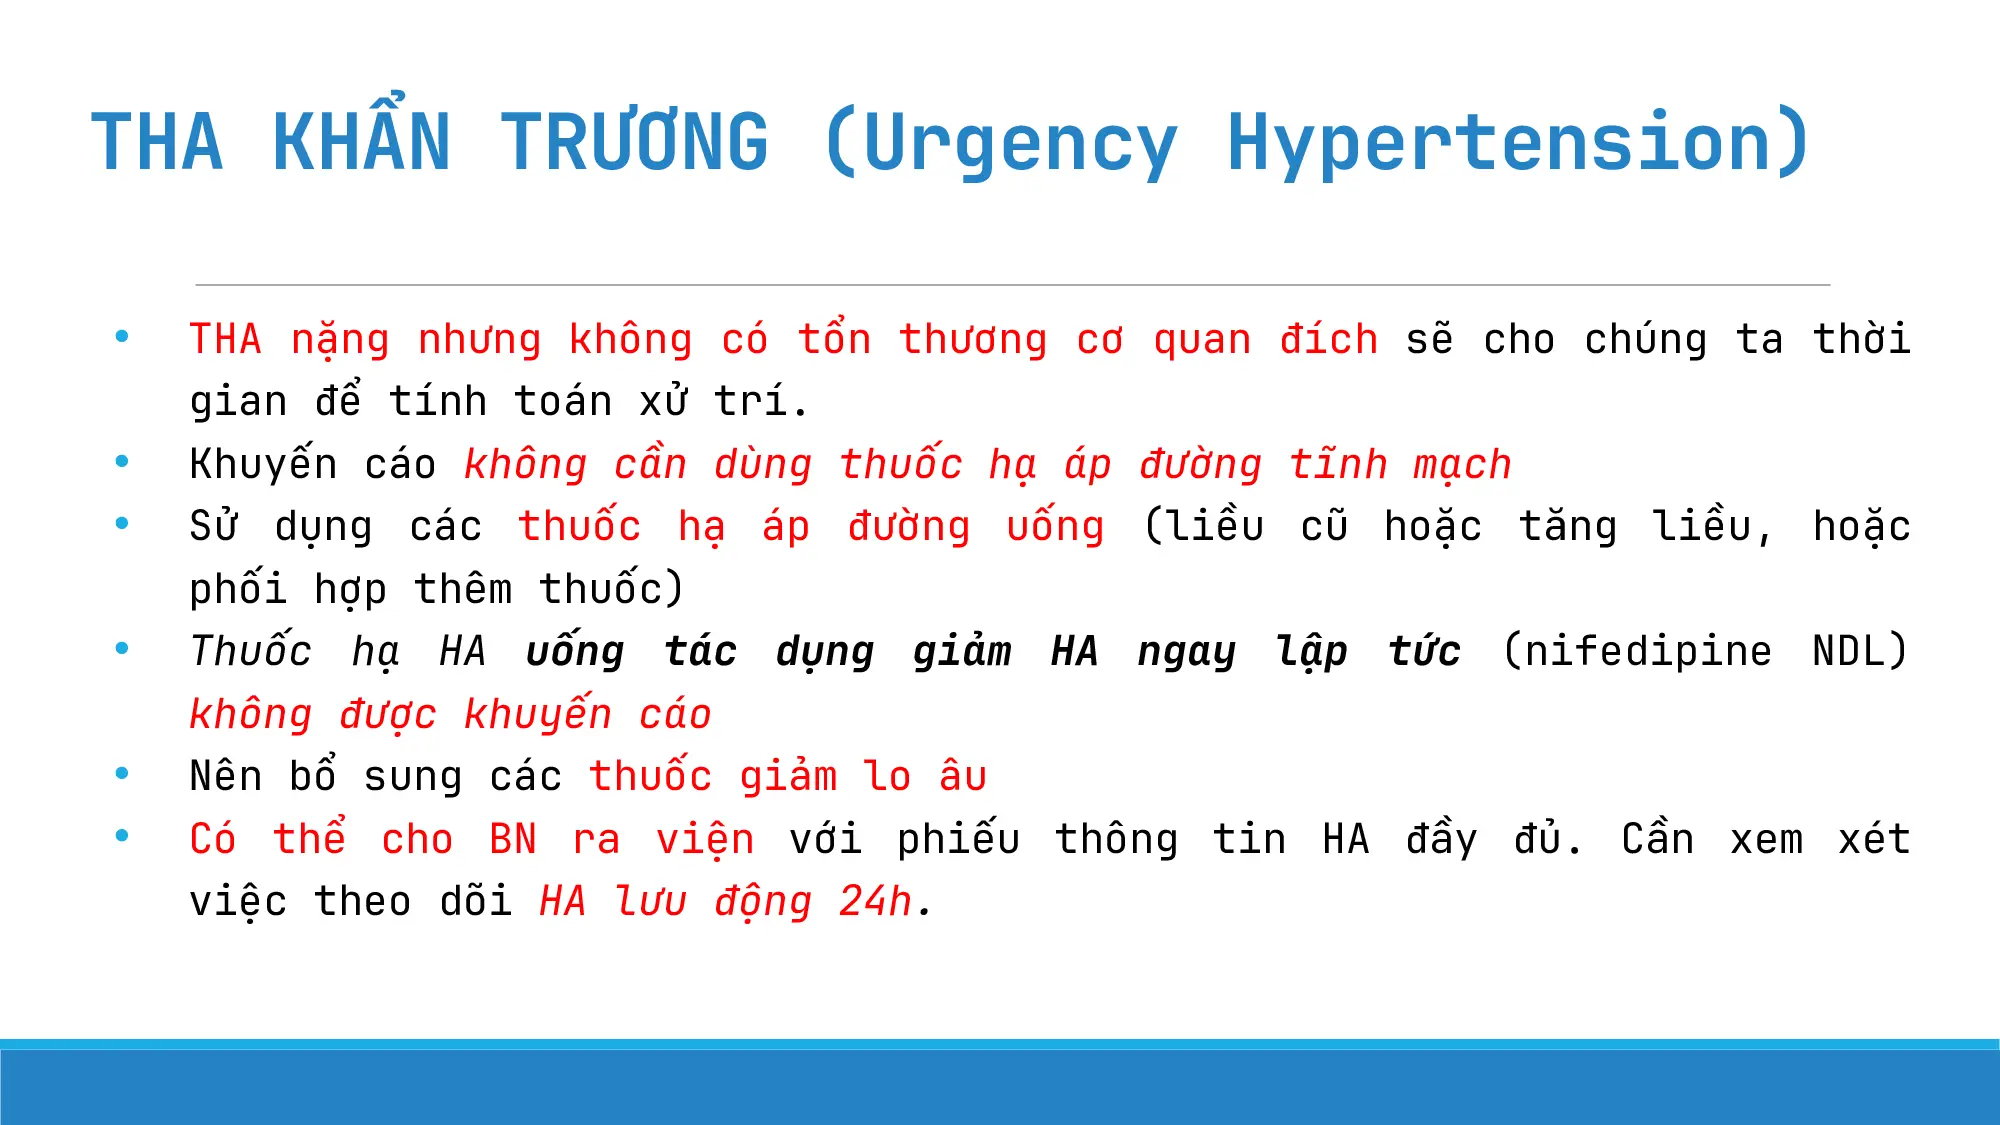 THA KHẨN TRƯƠNG (Urgency Hypertension)
• THA nặng nhưng không có tổn thương cơ quan đích sẽ cho chúng ta thời
gian để tính toán xử trí.
• Khuyến cáo không cần dùng thuốc hạ áp đường tĩnh mạch
• Sử dụng các thuốc hạ áp đường uống (liều cũ hoặc tăng liều, hoặc
phối hợp thêm thuốc)
• Thuốc hạ HA uống tác dụng giảm HA ngay lập tức (nifedipine NDL)
không được khuyến cáo
• Nên bổ sung các thuốc giảm lo âu
• Có thể cho BN ra viện với phiếu thông tin HA đầy đủ. Cần xem xét
việc theo dõi HA lưu động 24h.